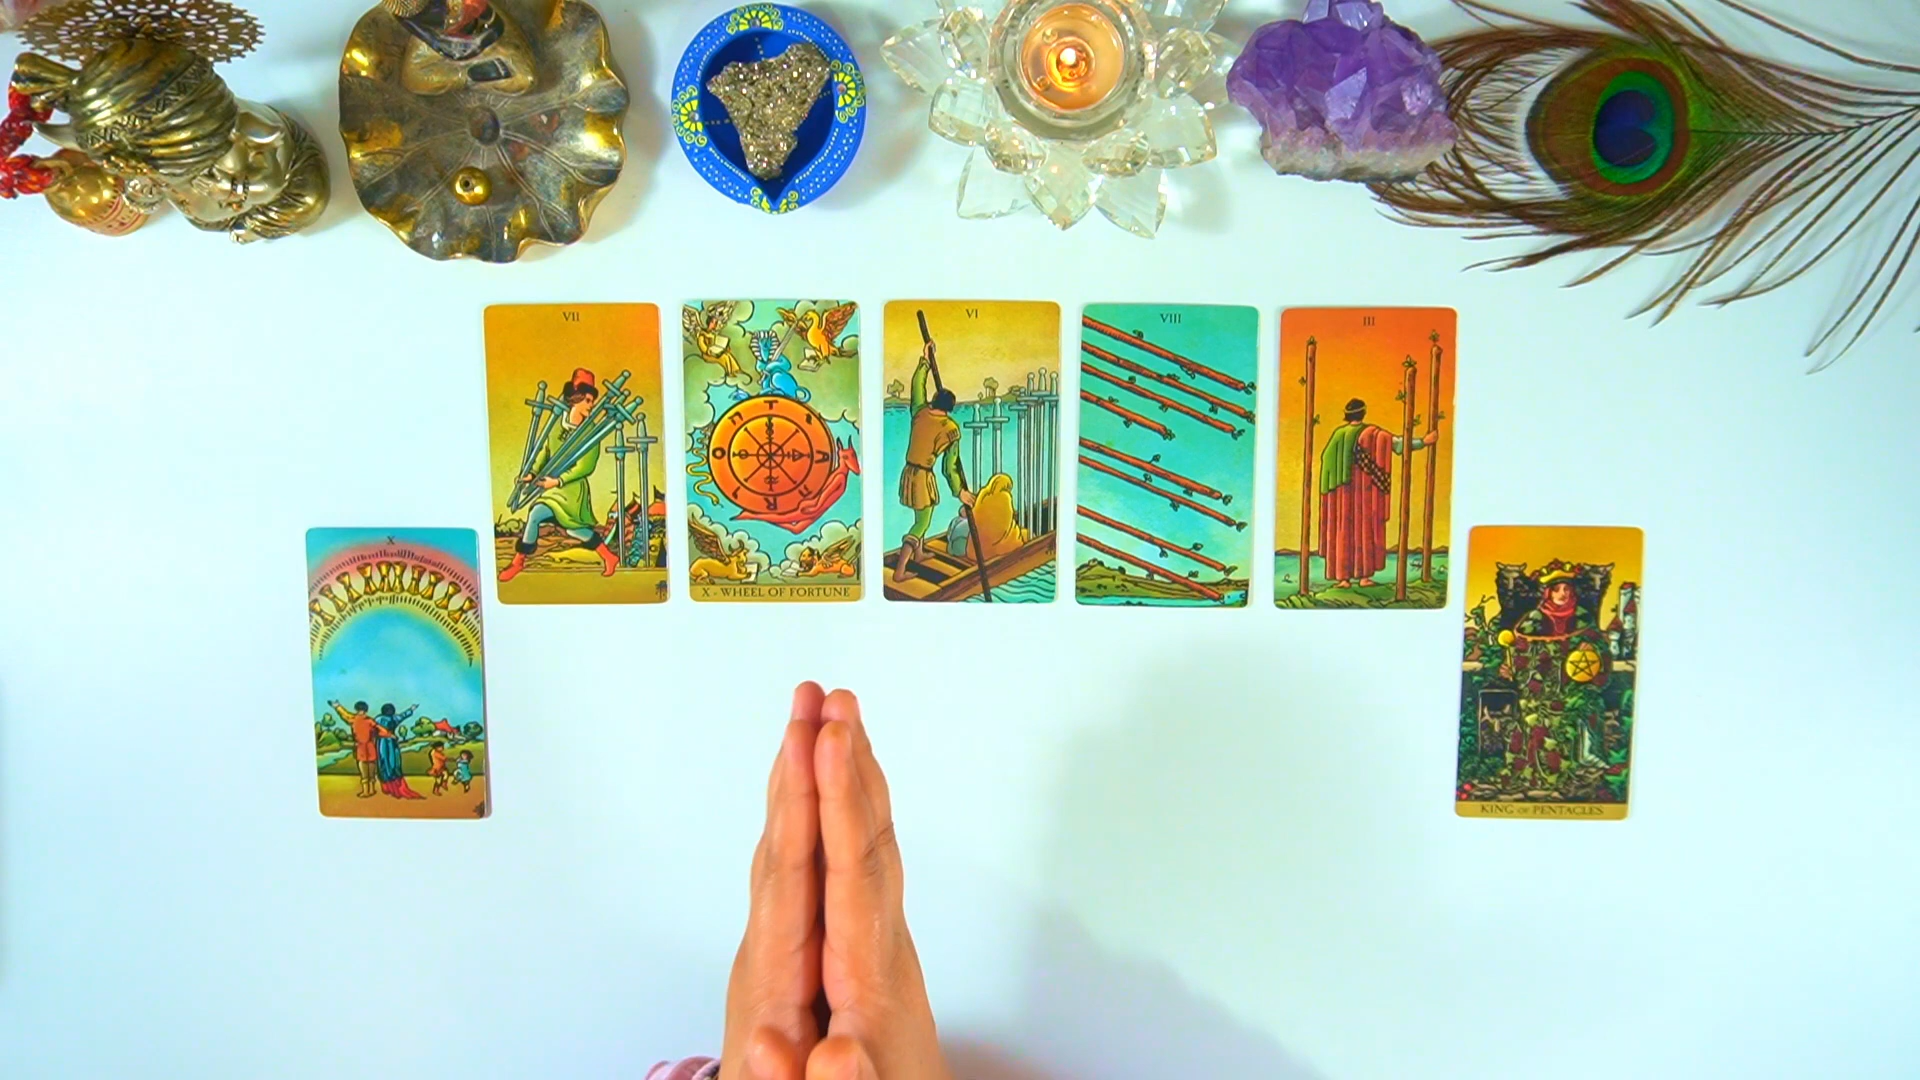 VII
X - WHEEL OF FORTUNE
VI
VIII
III
X
KING OF PENTACLES